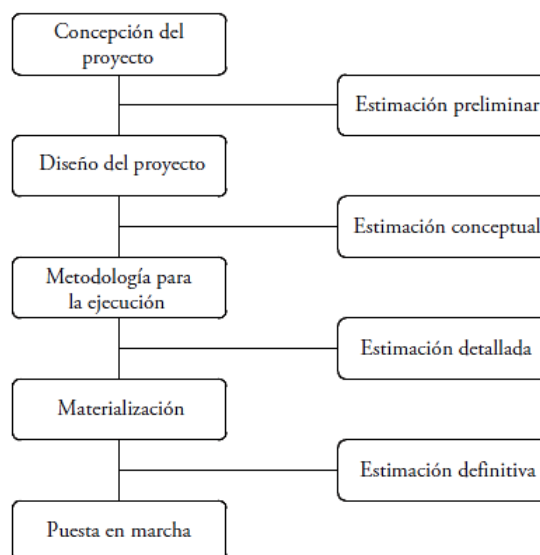 Concepción del
proyecto
Estimación preliminar
Diseño del proyecto
Estimación conceptual
Metodología para
la ejecución
Estimación detallada
Materialización
Estimación definitiva
Puesta en marcha